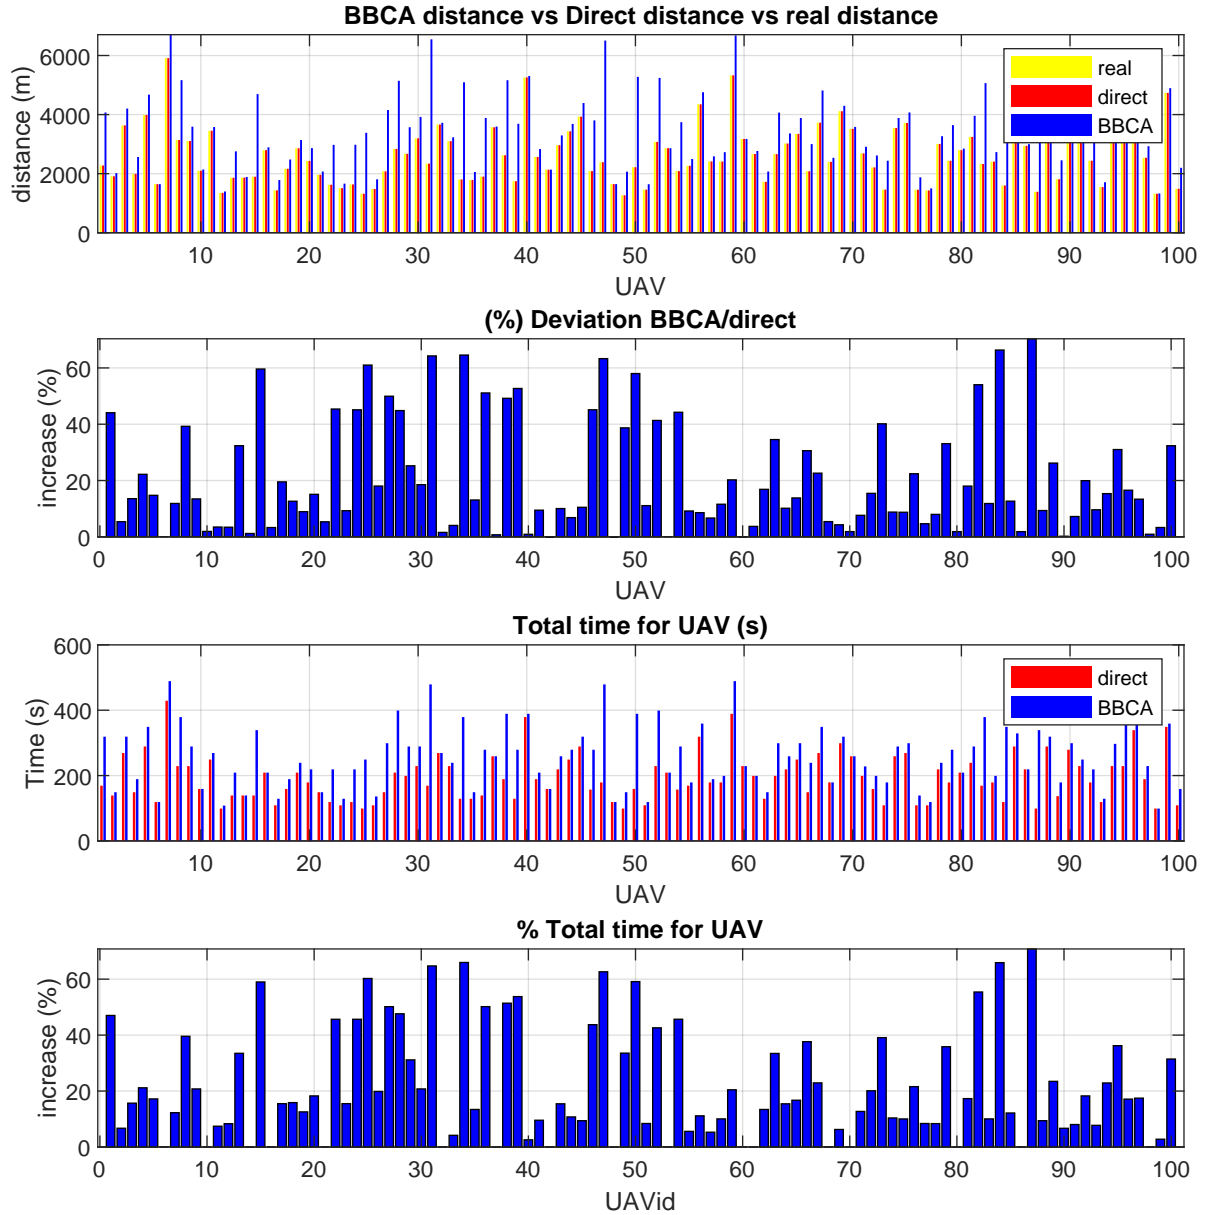 BBCA distance vs Direct distance vs real distance
distance (m)
6000
4000
2000
0
real
direct
BBCA
10 20 30 40 50 60 70 80 90 100
UAV
(%) Deviation BBCA/direct
increase (%)
60
40
20
0
0 10 20 30 40 50 60 70 80 90 100
UAV
Total time for UAV (s)
Time (s)
600
400
200
0
direct
BBCA
10 20 30 40 50 60 70 80 90 100
UAV
% Total time for UAV
increase (%)
60
40
20
0
0 10 20 30 40 50 60 70 80 90 100
UAVid